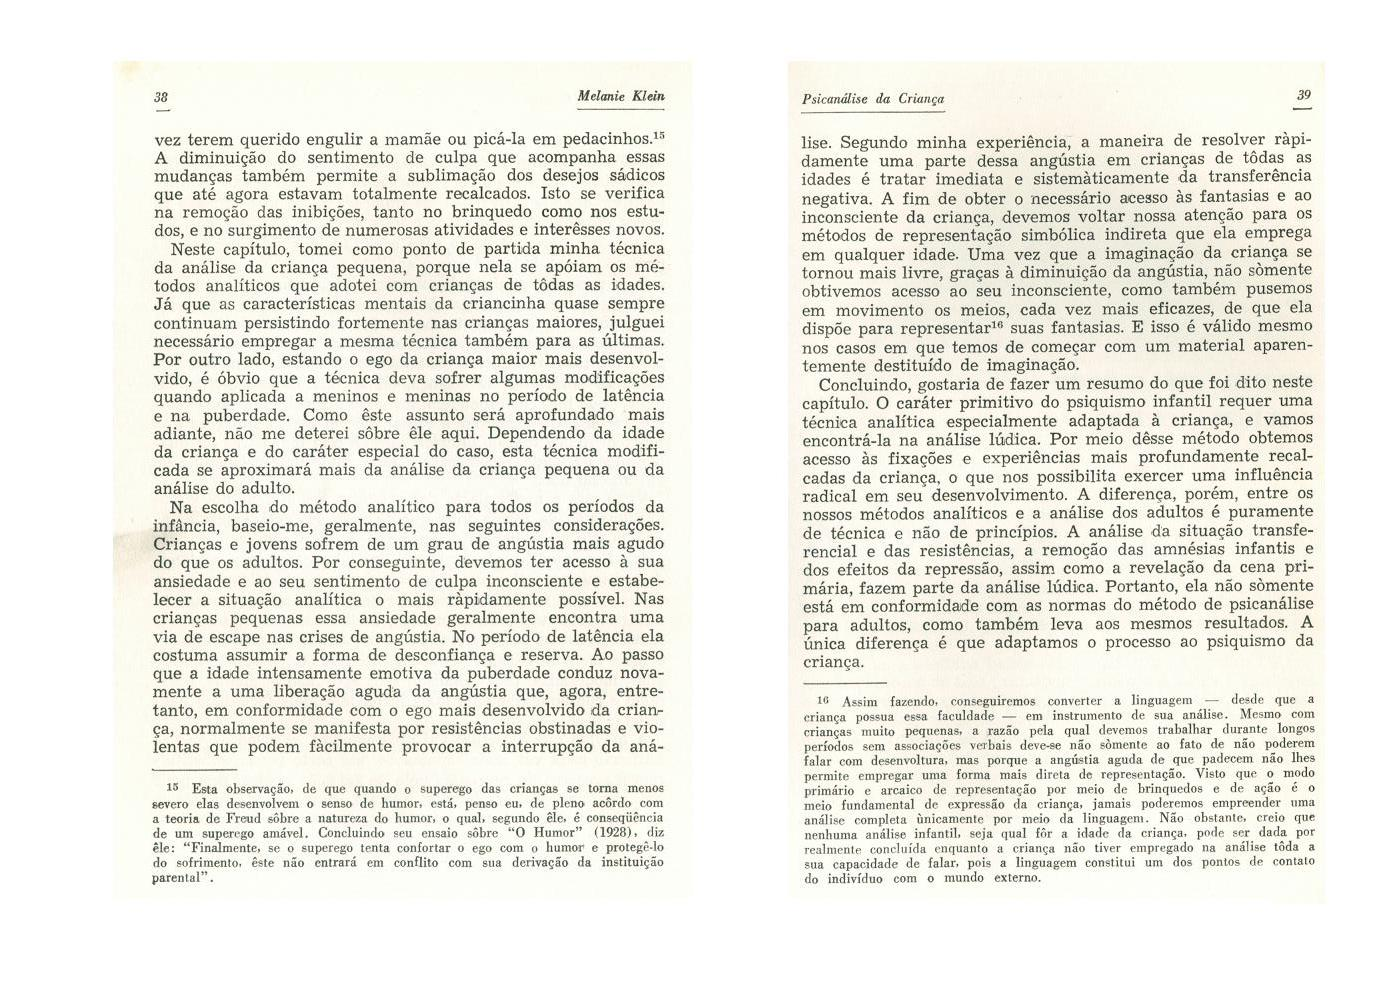 38
Melanie Klein
vez terem querido engulir a mamãe ou picá-la em pedacinhos.¹⁵
A diminuição do sentimento de culpa que acompanha essas
mudanças também permite a sublimação dos desejos sádicos
que até agora estavam totalmente recalcados. Isto se verifica
na remoção das inibições, tanto no brinquedo como nos estu-
dos, e no surgimento de numerosas atividades e interêsses novos.
Neste capítulo, tomei como ponto de partida minha técnica
da análise da criança pequena, porque nela se apóiam os mé-
todos analíticos que adotei com crianças de tôdas as idades.
Já que as características mentais da criancinha quase sempre
continuam persistindo fortemente nas crianças maiores, julguei
necessário empregar a mesma técnica também para as últimas.
Por outro lado, estando o ego da criança maior mais desenvol-
vido, é óbvio que a técnica deva sofrer algumas modificações
quando aplicada a meninos e meninas no período de latência
e na puberdade. Como êste assunto será aprofundado mais
adiante, não me deterei sôbre êle aqui. Dependendo da idade
da criança e do caráter especial do caso, esta técnica modifi-
cada se aproximará mais da análise da criança pequena ou da
análise do adulto.
Na escolha do método analítico para todos os períodos da
infância, baseio-me, geralmente, nas seguintes considerações.
Crianças e jovens sofrem de um grau de angústia mais agudo
do que os adultos. Por conseguinte, devemos ter acesso à sua
ansiedade e ao seu sentimento de culpa inconsciente e estabe-
lecer a situação analítica o mais ràpidamente possível. Nas
crianças pequenas essa ansiedade geralmente encontra uma
via de escape nas crises de angústia. No período de latência ela
costuma assumir a forma de desconfiança e reserva. Ao passo
que a idade intensamente emotiva da puberdade conduz nova-
mente a uma liberação aguda da angústia que, agora, entre-
tanto, em conformidade com o ego mais desenvolvido da crian-
ça, normalmente se manifesta por resistências obstinadas e vio-
lentas que podem fàcilmente provocar a interrupção da aná-
15 Esta observação, de que quando o superego das crianças se torna menos
severo elas desenvolvem o senso de humor, está, penso eu, de pleno acôrdo com
a teoria de Freud sôbre a natureza do humor, o qual, segundo êle, é conseqüência
de um superego amável. Concluindo seu ensaio sôbre "O Humor" (1928), diz
êle: "Finalmente, se o superego tenta confortar o ego com o humor e protegê-lo
do sofrimento, êste não entrará em conflito com sua derivação da instituição
parental".
Psicanálise da Criança
39
lise. Segundo minha experiência, a maneira de resolver ràpi-
damente uma parte dessa angústia em crianças de tôdas as
idades é tratar imediata e sistemàticamente da transferência
negativa. A fim de obter o necessário acesso às fantasias e ao
inconsciente da criança, devemos voltar nossa atenção para os
métodos de representação simbólica indireta que ela emprega
em qualquer idade. Uma vez que a imaginação da criança se
tornou mais livre, graças à diminuição da angústia, não sòmente
obtivemos acesso ao seu inconsciente, como também pusemos
em movimento os meios, cada vez mais eficazes, de que ela
dispõe para representar¹⁶ suas fantasias. E isso é válido mesmo
nos casos em que temos de começar com um material aparen-
temente destituído de imaginação.
Concluindo, gostaria de fazer um resumo do que foi dito neste
capítulo. O caráter primitivo do psiquismo infantil requer uma
técnica analítica especialmente adaptada à criança, e vamos
encontrá-la na análise lúdica. Por meio dêsse método obtemos
acesso às fixações e experiências mais profundamente recal-
cadas da criança, o que nos possibilita exercer uma influência
radical em seu desenvolvimento. A diferença, porém, entre os
nossos métodos analíticos e a análise dos adultos é puramente
de técnica e não de princípios. A análise da situação transfe-
rencial e das resistências, a remoção das amnésias infantis e
dos efeitos da repressão, assim como a revelação da cena pri-
mária, fazem parte da análise lúdica. Portanto, ela não sòmente
está em conformidade com as normas do método de psicanálise
para adultos, como também leva aos mesmos resultados. A
única diferença é que adaptamos o processo ao psiquismo da
criança.
16 Assim fazendo, conseguiremos converter a linguagem — desde que a
criança possua essa faculdade — em instrumento de sua análise. Mesmo com
crianças muito pequenas, a razão pela qual devemos trabalhar durante longos
períodos sem associações verbais deve-se não sòmente ao fato de não poderem
falar com desenvoltura, mas porque a angústia aguda de que padecem não lhes
permite empregar uma forma mais direta de representação. Visto que o modo
primário e arcaico de representação por meio de brinquedos e de ação é o
meio fundamental de expressão da criança, jamais poderemos empreender uma
análise completa ùnicamente por meio da linguagem. Não obstante, creio que
nenhuma análise infantil, seja qual fôr a idade da criança, pode ser dada por
realmente concluída enquanto a criança não tiver empregado na análise tôda a
sua capacidade de falar, pois a linguagem constitui um dos pontos de contato
do indivíduo com o mundo externo.